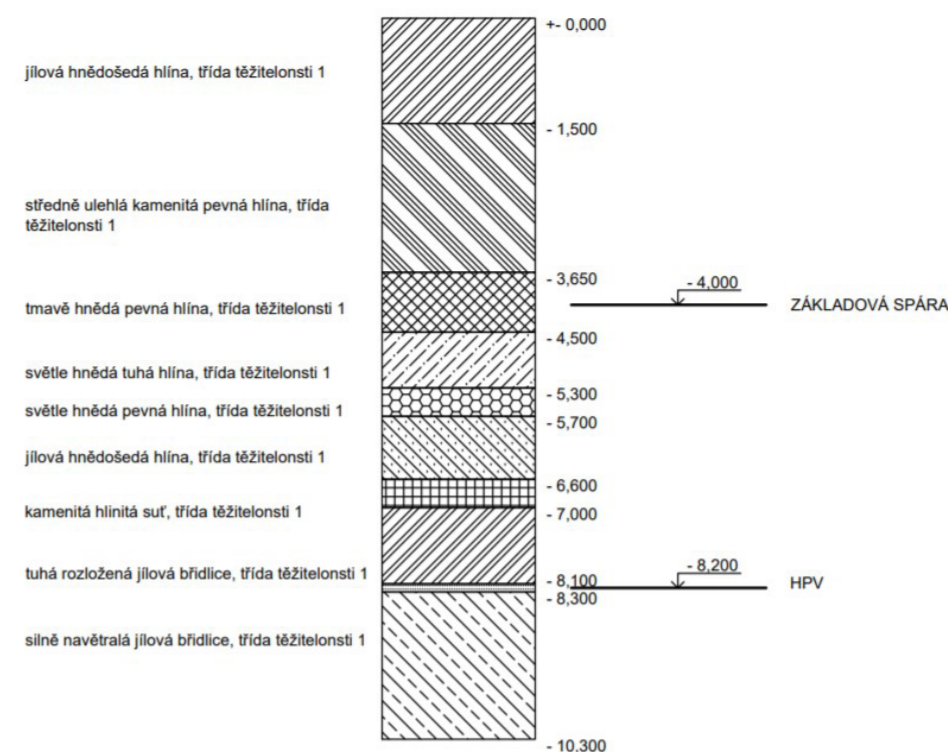 +- 0,000
jílová hnědošedá hlína, třída těžitelonsti 1
- 1,500
středně ulehlá kamenitá pevná hlína, třída
těžitelonsti 1
- 3,650
- 4,000
tmavě hnědá pevná hlína, třída těžitelonsti 1
ZÁKLADOVÁ SPÁRA
- 4,500
světle hnědá tuhá hlína, třída těžitelonsti 1
- 5,300
světle hnědá pevná hlína, třída těžitelonsti 1
- 5,700
jílová hnědošedá hlína, třída těžitelonsti 1
- 6,600
kamenitá hlinitá suť, třída těžitelonsti 1
- 7,000
- 8,200
tuhá rozložená jílová břidlice, třída těžitelonsti 1
- 8,100
HPV
- 8,300
silně navětralá jílová břidlice, třída těžitelonsti 1
- 10,300